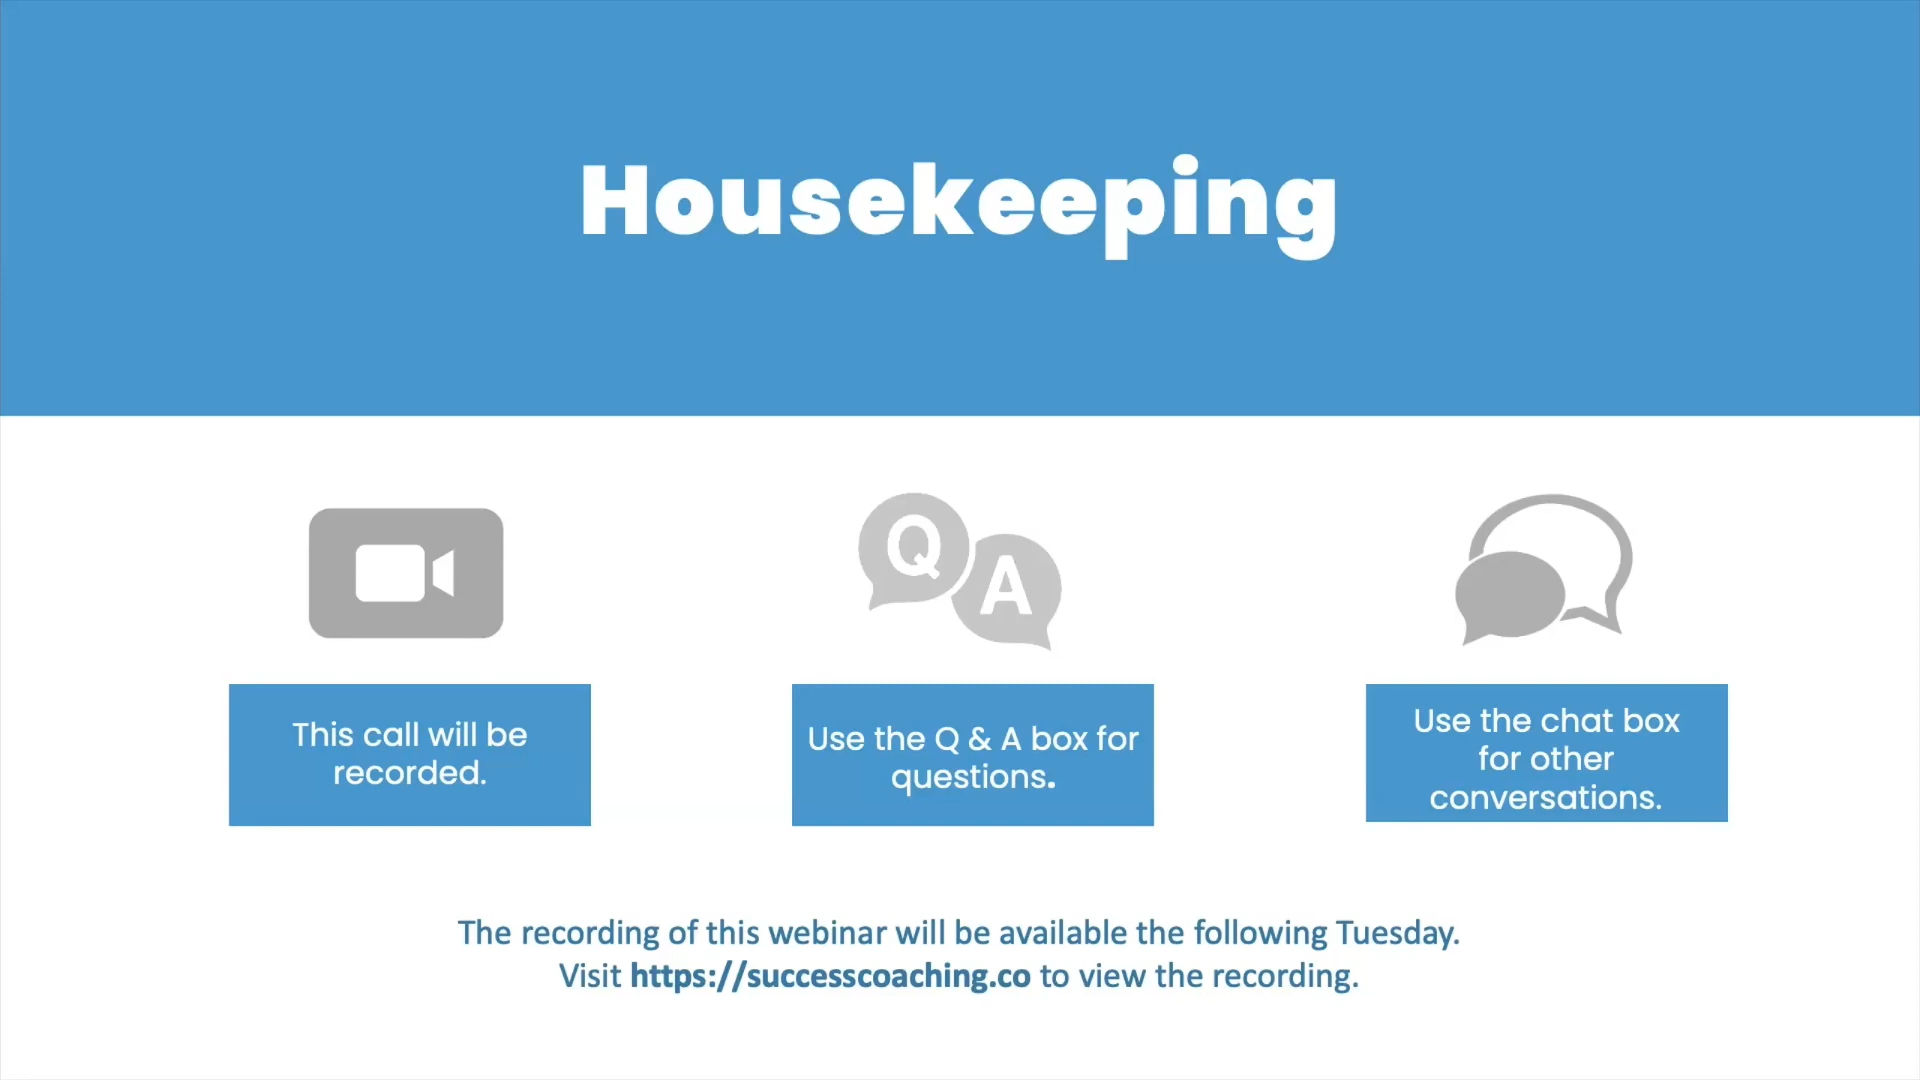 Housekeeping
Q
A
This call will be
recorded.
Use the Q & A box for
questions.
Use the chat box
for other
conversations.
The recording of this webinar will be available the following Tuesday.
Visit https://successcoaching.co to view the recording.